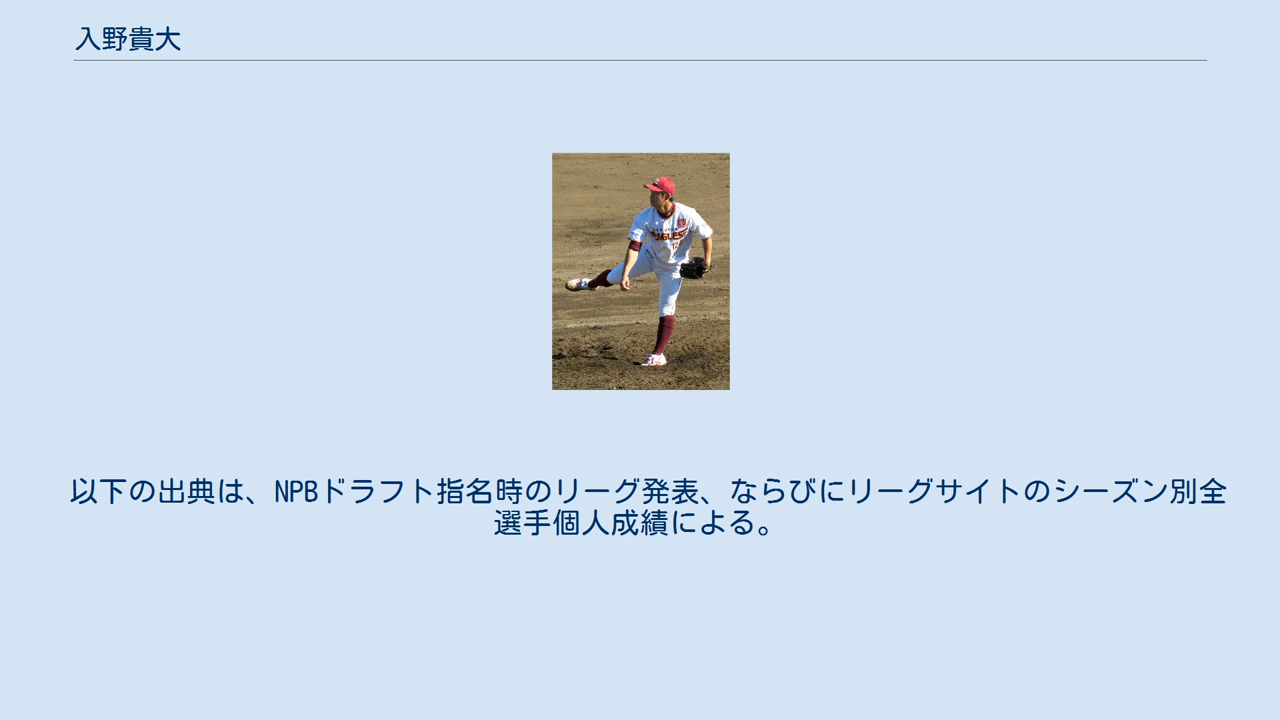 入野貴大
以下の出典は、NPBドラフト指名時のリーグ発表、ならびにリーグサイトのシーズン別全
選手個人成績による。